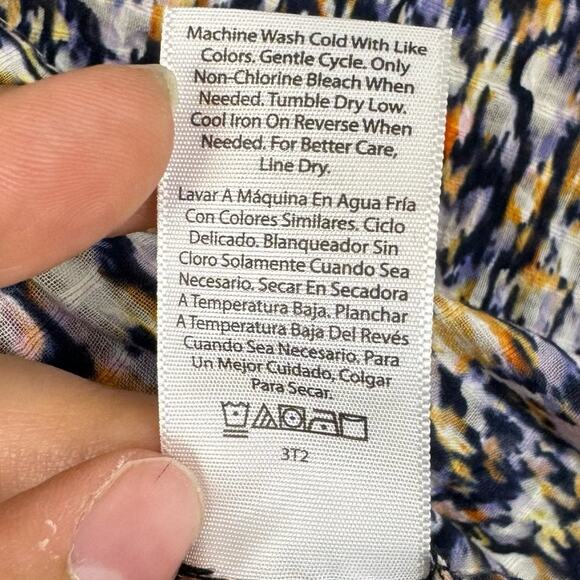 Machine Wash Cold With Like
Colors. Gentle Cycle. Only
Non-Chlorine Bleach When
Needed. Tumble Dry Low.
Cool Iron On Reverse When
Needed. For Better Care,
Line Dry.
Lavar A Máquina En Agua Fría
Con Colores Similares. Ciclo
Delicado. Blanqueador Sin
Cloro Solamente Cuando Sea
Necesario. Secar En Secadora
A Temperatura Baja. Planchar
A Temperatura Baja Del Revés
Cuando Sea Necesario. Para
Un Mejor Cuidado, Colgar
Para Secar.
3T2